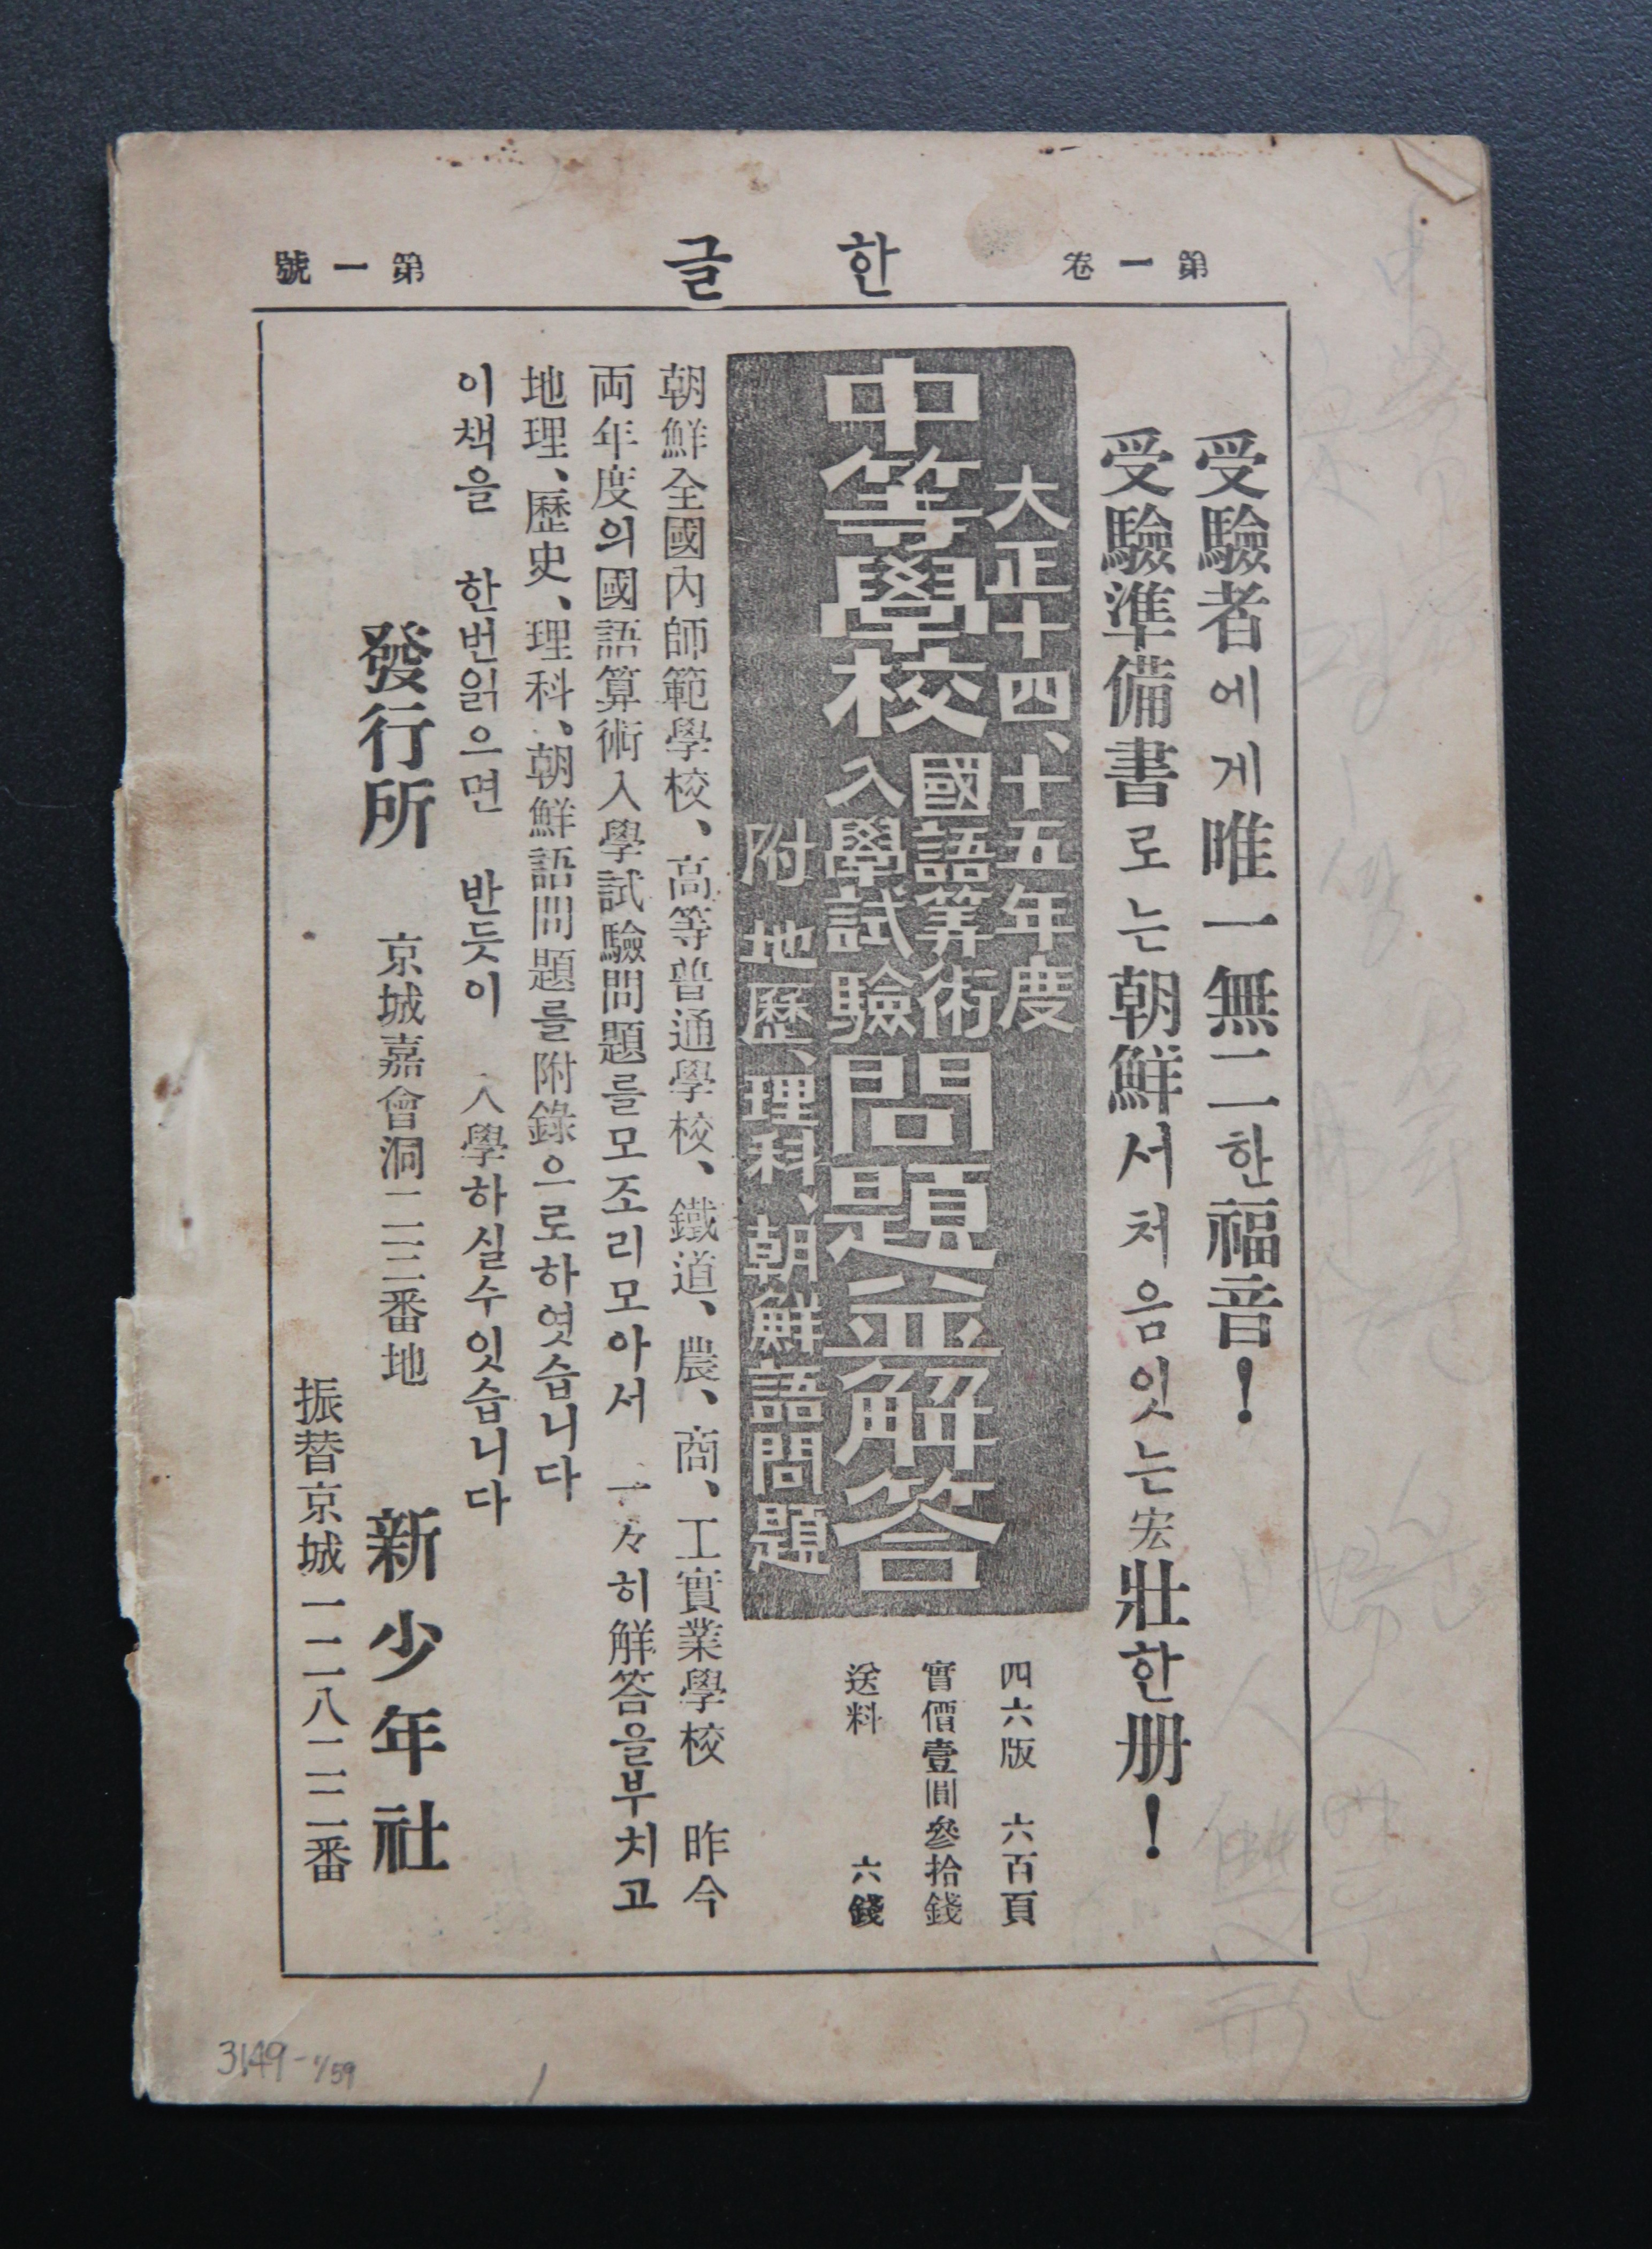 第一卷 한글 第一號
受驗者에게唯一無二한福音!
受驗準備書로는朝鮮서처음잇는宏壯한册!
大正十四、十五年度
中等學校 國語算術入學試驗 問題並解答
附 地歷、理科、朝鮮語問題
四六版 六百頁
實價壹圓參拾錢
送料 六錢
朝鮮全國內師範學校、高等普通學校、鐵道、農、商、工實業學校 昨今
両年度의國語算術入學試驗問題를모조리모아서 一々히解答을부치고
地理、歷史、理科、朝鮮語問題를附錄으로하엿습니다
이책을 한번읽으면 반듯이 入學하실수잇습니다
發行所 京城嘉會洞二三番地 新少年社
振替京城一二八二三番
3149-1/59